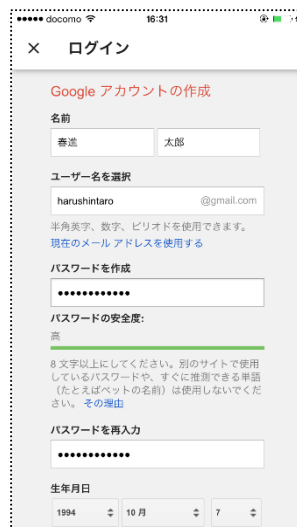 docomo 16:31
× ログイン
Google アカウントの作成
名前
春進 太郎
ユーザー名を選択
harushintaro @gmail.com
半角英字、数字、ピリオドを使用できます。
現在のメール アドレスを使用する
パスワードを作成
••••••••••••
パスワードの安全度:
高
8 文字以上にしてください。別のサイトで使用
しているパスワードや、すぐに推測できる単語
(たとえばペットの名前) は使用しないでくだ
さい。 その理由
パスワードを再入力
••••••••••••
生年月日
1994 10 月 7